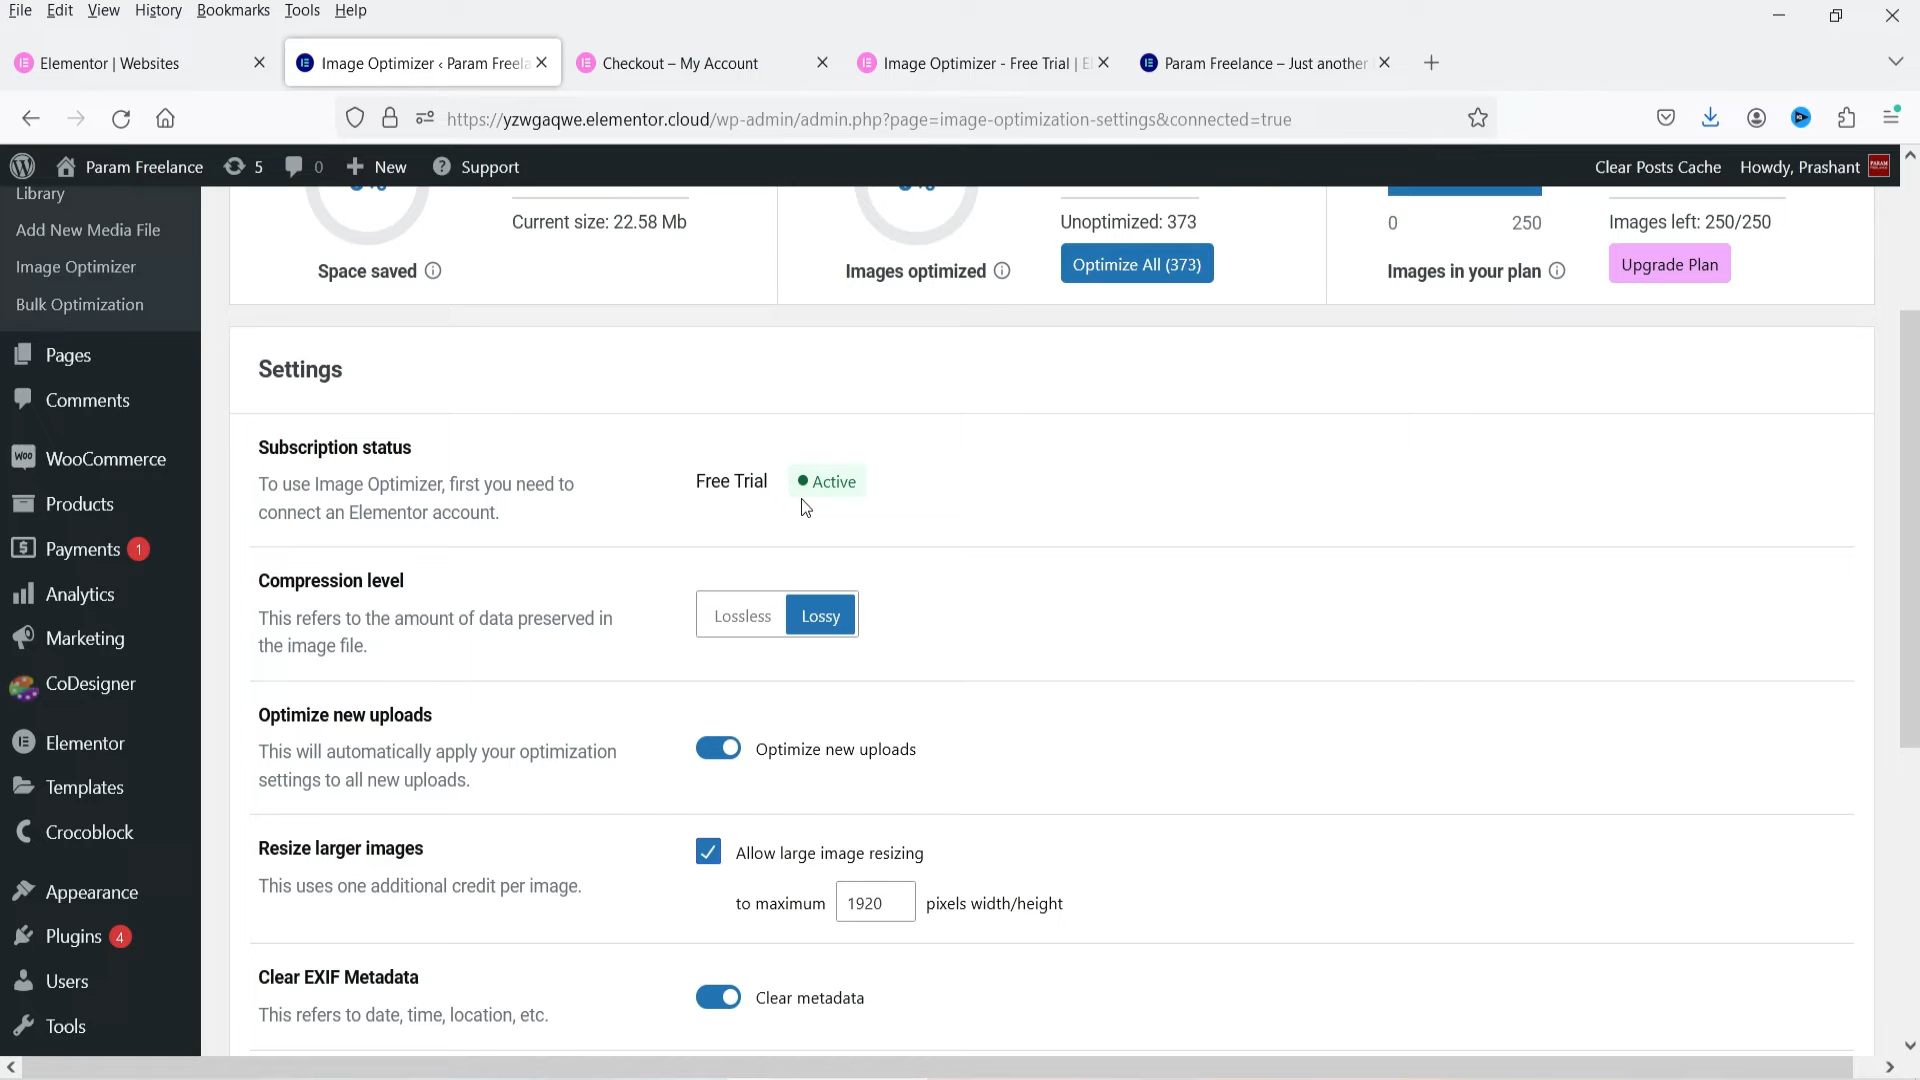 File Edit View History Bookmarks Tools Help
Elementor | Websites
Image Optimizer ‹ Param Freela
Checkout – My Account
Image Optimizer - Free Trial | E
Param Freelance – Just another
https://yzwgaqwe.elementor.cloud/wp-admin/admin.php?page=image-optimization-settings&connected=true
Param Freelance 5 0 New Support
Clear Posts Cache Howdy, Prashant
Library
Add New Media File
Image Optimizer
Bulk Optimization
Pages
Comments
WooCommerce
Products
Payments 1
Analytics
Marketing
CoDesigner
Elementor
Templates
Crocoblock
Appearance
Plugins 4
Users
Tools
Current size: 22.58 Mb
Space saved
Unoptimized: 373
Optimize All (373)
Images optimized
0 250
Images left: 250/250
Images in your plan
Upgrade Plan
Settings
Subscription status
To use Image Optimizer, first you need to
connect an Elementor account.
Free Trial Active
Compression level
This refers to the amount of data preserved in
the image file.
Lossless Lossy
Optimize new uploads
This will automatically apply your optimization
settings to all new uploads.
Optimize new uploads
Resize larger images
This uses one additional credit per image.
Allow large image resizing
to maximum 1920 pixels width/height
Clear EXIF Metadata
This refers to date, time, location, etc.
Clear metadata